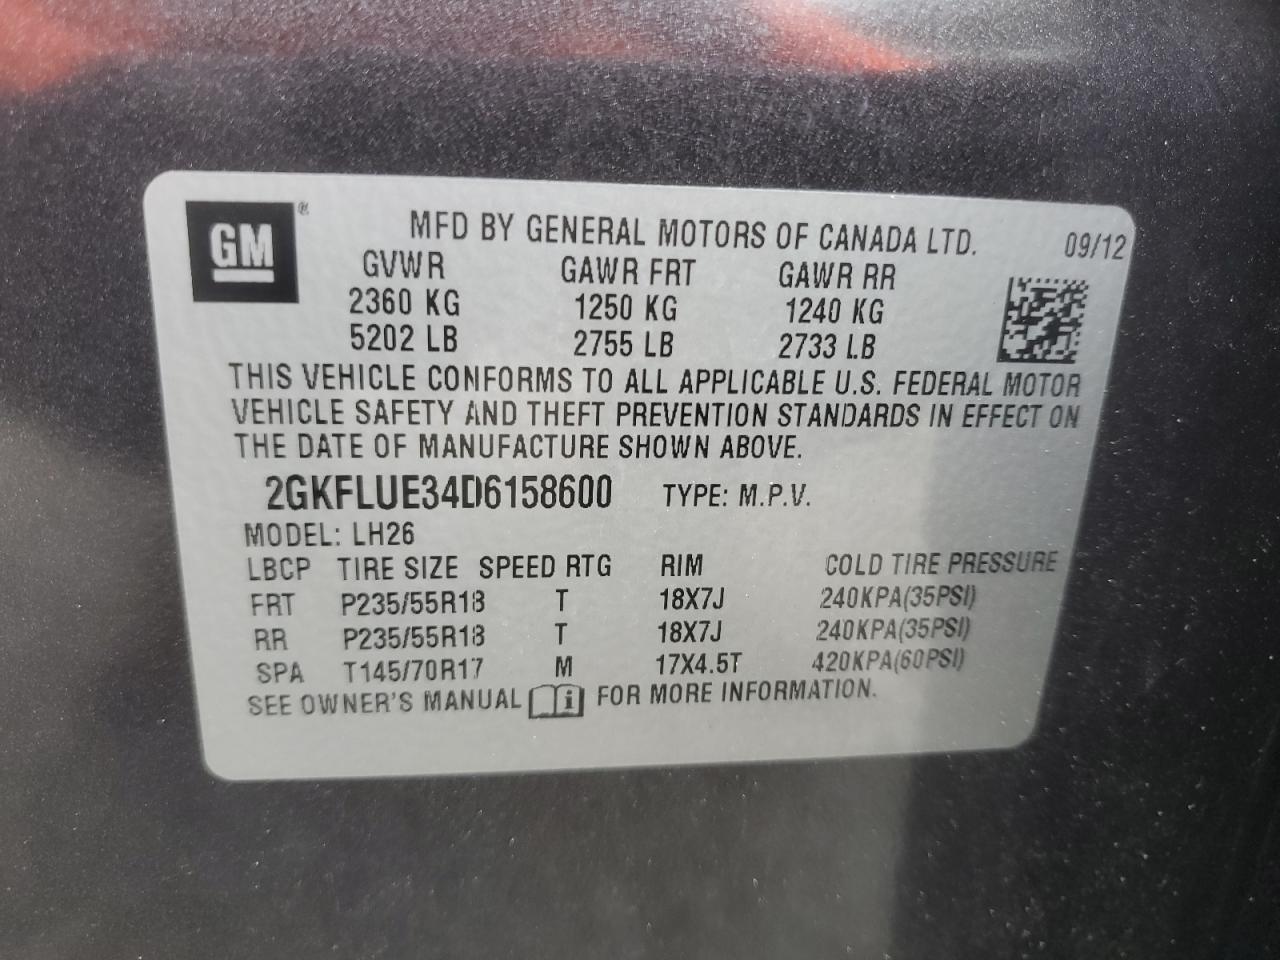 GM ®
MFD BY GENERAL MOTORS OF CANADA LTD. 09/12
GVWR GAWR FRT GAWR RR
2360 KG 1250 KG 1240 KG
5202 LB 2755 LB 2733 LB
THIS VEHICLE CONFORMS TO ALL APPLICABLE U.S. FEDERAL MOTOR
VEHICLE SAFETY AND THEFT PREVENTION STANDARDS IN EFFECT ON
THE DATE OF MANUFACTURE SHOWN ABOVE.
2GKFLUE34D6158600 TYPE: M.P.V.
MODEL: LH26
LBCP TIRE SIZE SPEED RTG RIM COLD TIRE PRESSURE
FRT P235/55R18 T 18X7J 240KPA(35PSI)
RR P235/55R18 T 18X7J 240KPA(35PSI)
SPA T145/70R17 M 17X4.5T 420KPA(60PSI)
SEE OWNER'S MANUAL i FOR MORE INFORMATION.